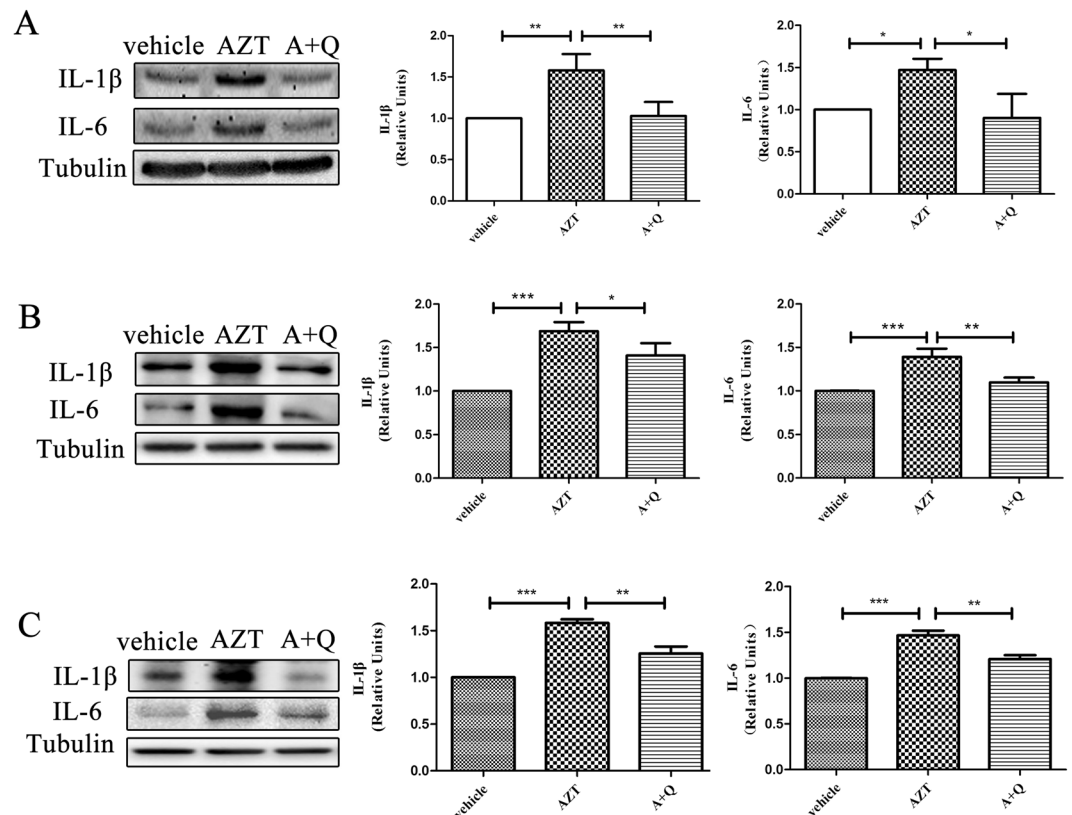 A
vehicle AZT A+Q
IL-1β
IL-6
Tubulin
IL-1β
(Relative Units)
2.0
1.5
1.0
0.5
0.0
** **
vehicle
AZT
A+Q
IL-6
(Relative Units)
2.0
1.5
1.0
0.5
0.0
* *
vehicle
AZT
A+Q
B
vehicle AZT A+Q
IL-1β
IL-6
Tubulin
IL-1β
(Relative Units)
2.0
1.5
1.0
0.5
0.0
*** *
vehicle
AZT
A+Q
IL-6
(Relative Units)
2.0
1.5
1.0
0.5
0.0
*** **
vehicle
AZT
A+Q
C
vehicle AZT A+Q
IL-1β
IL-6
Tubulin
IL-1β
(Relative Units)
2.0
1.5
1.0
0.5
0.0
*** **
vehicle
AZT
A+Q
IL-6
(Relative Units)
2.0
1.5
1.0
0.5
0.0
*** **
vehicle
AZT
A+Q